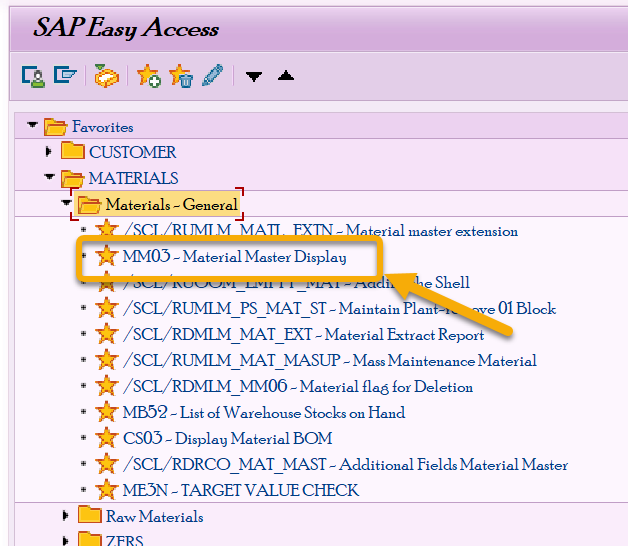 SAP Easy Access
Favorites
CUSTOMER
MATERIALS
Materials - General
/SCL/RUMLM_MATL_EXTN - Material master extension
MM03 - Material Master Display
/SCL/RUOOM_EMPTY_MAT - Adding the Shell
/SCL/RUMLM_PS_MAT_ST - Maintain Plant-remove 01 Block
/SCL/RDMLM_MAT_EXT - Material Extract Report
/SCL/RUMLM_MAT_MASUP - Mass Maintenance Material
/SCL/RDMLM_MM06 - Material flag for Deletion
MB52 - List of Warehouse Stocks on Hand
CS03 - Display Material BOM
/SCL/RDRCO_MAT_MAST - Additional Fields Material Master
ME3N - TARGET VALUE CHECK
Raw Materials
ZERS